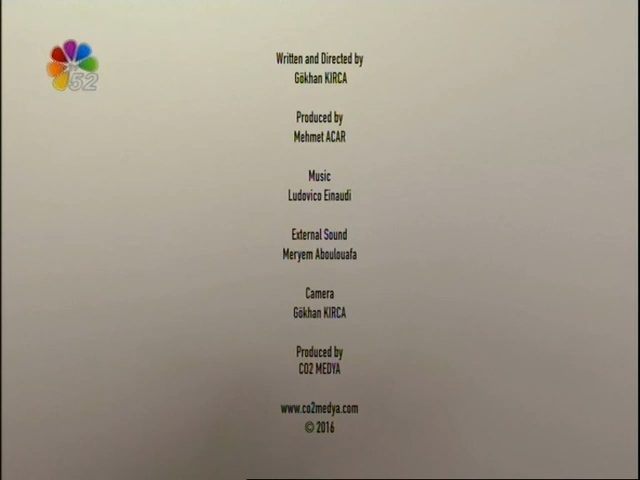 52
Written and Directed by
Gökhan KIRCA
Produced by
Mehmet ACAR
Music
Ludovico Einaudi
External Sound
Meryem Aboulouafa
Camera
Gökhan KIRCA
Produced by
CO2 MEDYA
www.co2medya.com
© 2016